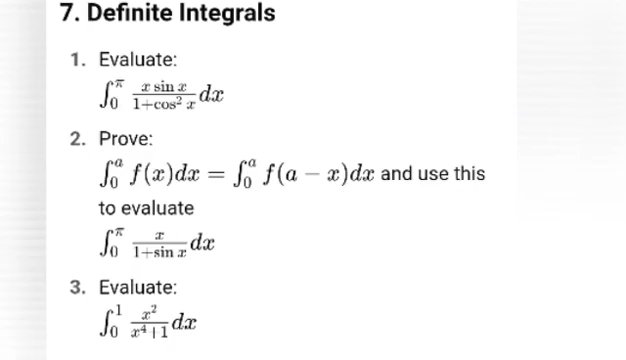 7. Definite Integrals
1. Evaluate:
∫₀^π x sin x / 1+cos² x dx
2. Prove:
∫₀^a f(x)dx = ∫₀^a f(a − x)dx and use this
to evaluate
∫₀^π x / 1+sin x dx
3. Evaluate:
∫₀^1 x² / x⁴+1 dx